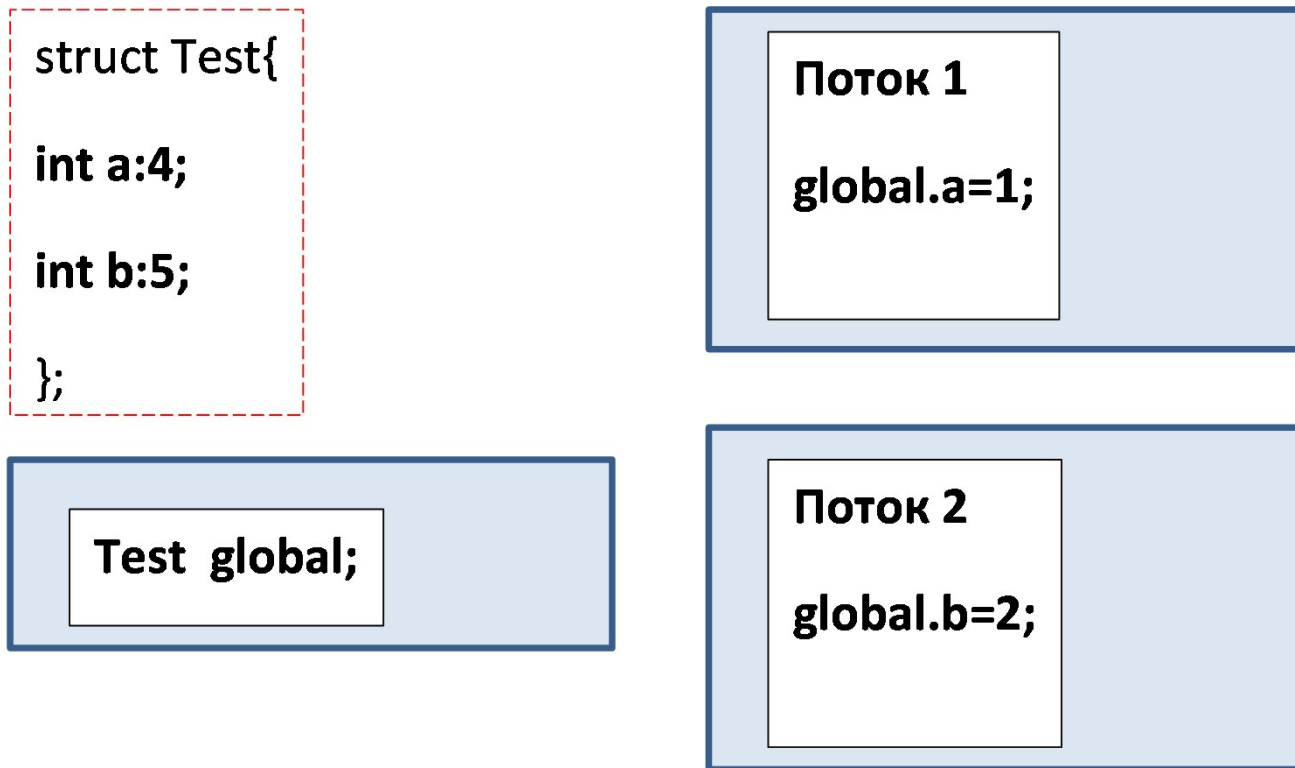 struct Test{
int a:4;
int b:5;
};
Test global;
Поток 1
global.a=1;
Поток 2
global.b=2;